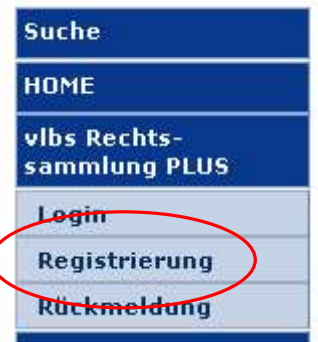 Suche
HOME
vlbs Rechts-
sammlung PLUS
Login
Registrierung
Rückmeldung